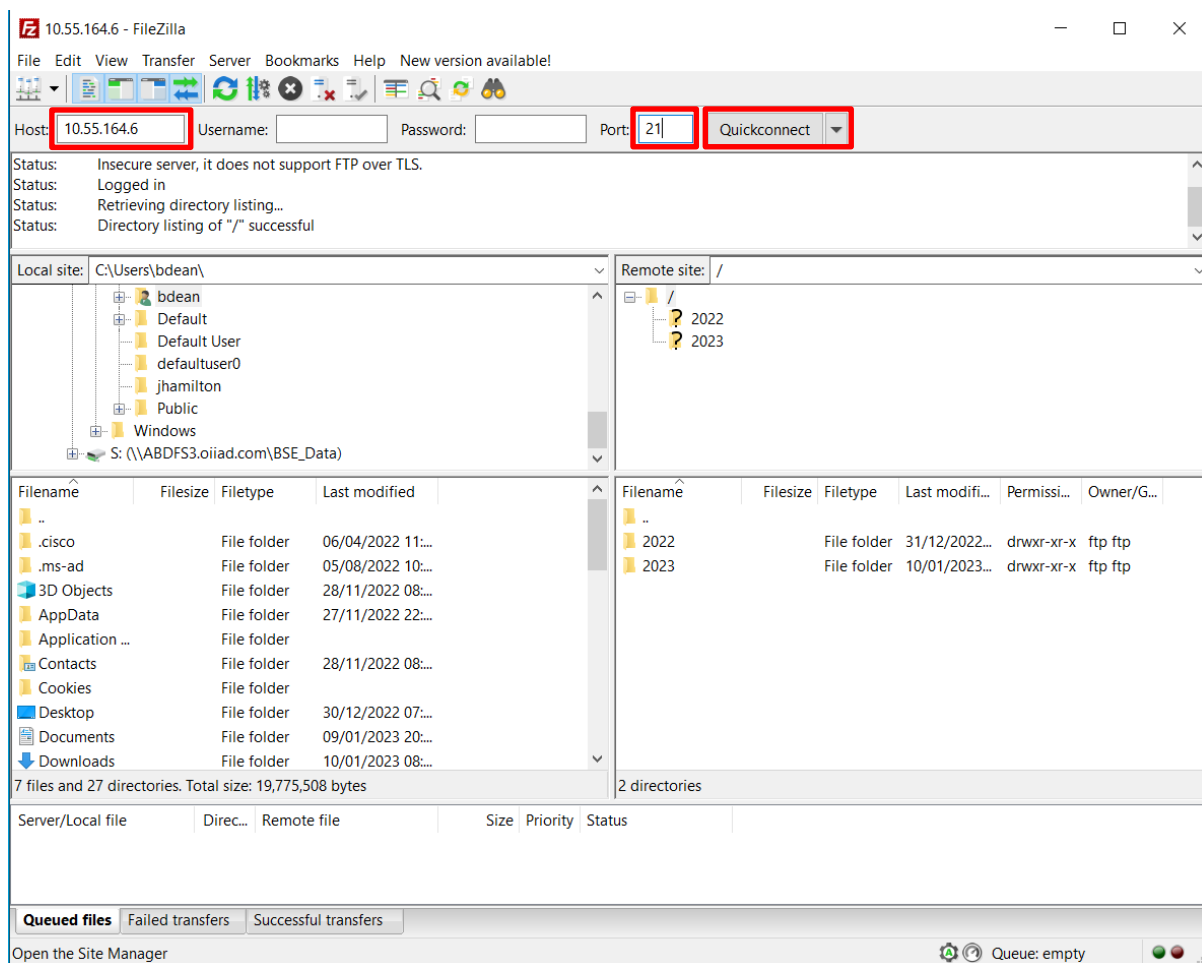 10.55.164.6 - FileZilla
File Edit View Transfer Server Bookmarks Help New version available!
Host: 10.55.164.6 Username: Password: Port: 21 Quickconnect
Status: Insecure server, it does not support FTP over TLS.
Status: Logged in
Status: Retrieving directory listing...
Status: Directory listing of "/" successful
Local site: C:\Users\bdean\
bdean
Default
Default User
defaultuser0
jhamilton
Public
Windows
S: (\\ABDFS3.oiiad.com\BSE_Data)
Remote site: /
/
2022
2023
Filename Filesize Filetype Last modified
..
.cisco File folder 06/04/2022 11:...
.ms-ad File folder 05/08/2022 10:...
3D Objects File folder 28/11/2022 08:...
AppData File folder 27/11/2022 22:...
Application ... File folder
Contacts File folder 28/11/2022 08:...
Cookies File folder
Desktop File folder 30/12/2022 07:...
Documents File folder 09/01/2023 20:...
Downloads File folder 10/01/2023 08:...
7 files and 27 directories. Total size: 19,775,508 bytes
Filename Filesize Filetype Last modifi... Permissi... Owner/G...
..
2022 File folder 31/12/2022... drwxr-xr-x ftp ftp
2023 File folder 10/01/2023... drwxr-xr-x ftp ftp
2 directories
Server/Local file Direc... Remote file Size Priority Status
Queued files Failed transfers Successful transfers
Open the Site Manager Queue: empty